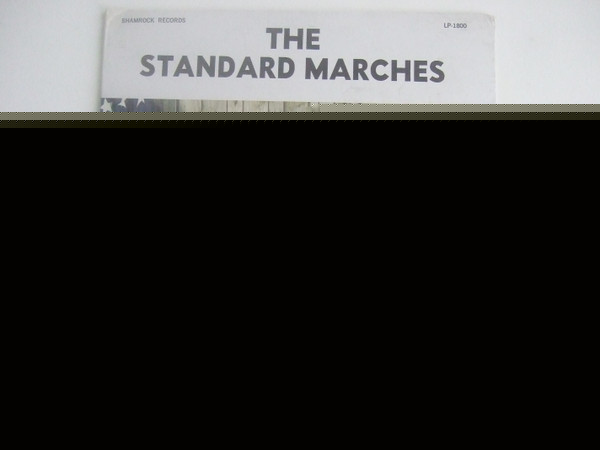 SHAMROCK RECORDS
LP-1800
THE
STANDARD MARCHES